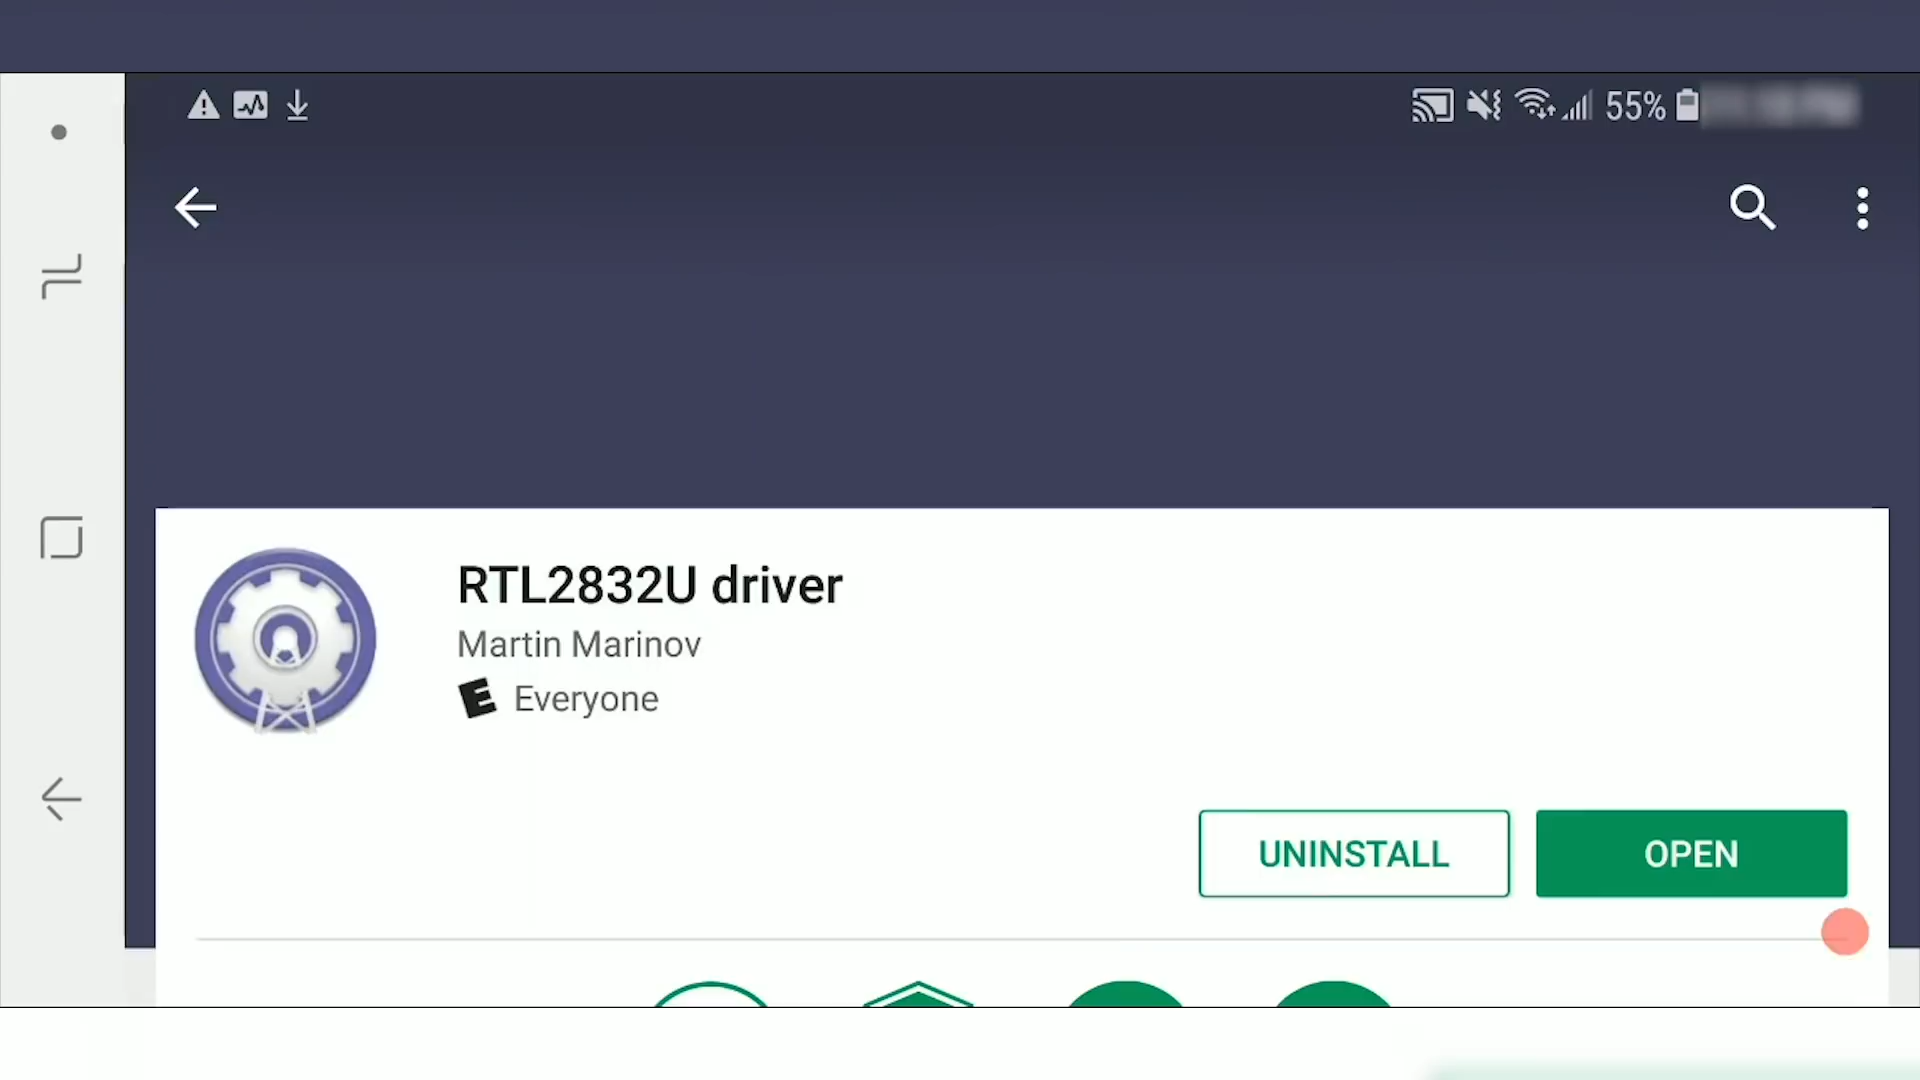 55%
RTL2832U driver
Martin Marinov
E Everyone
UNINSTALL
OPEN